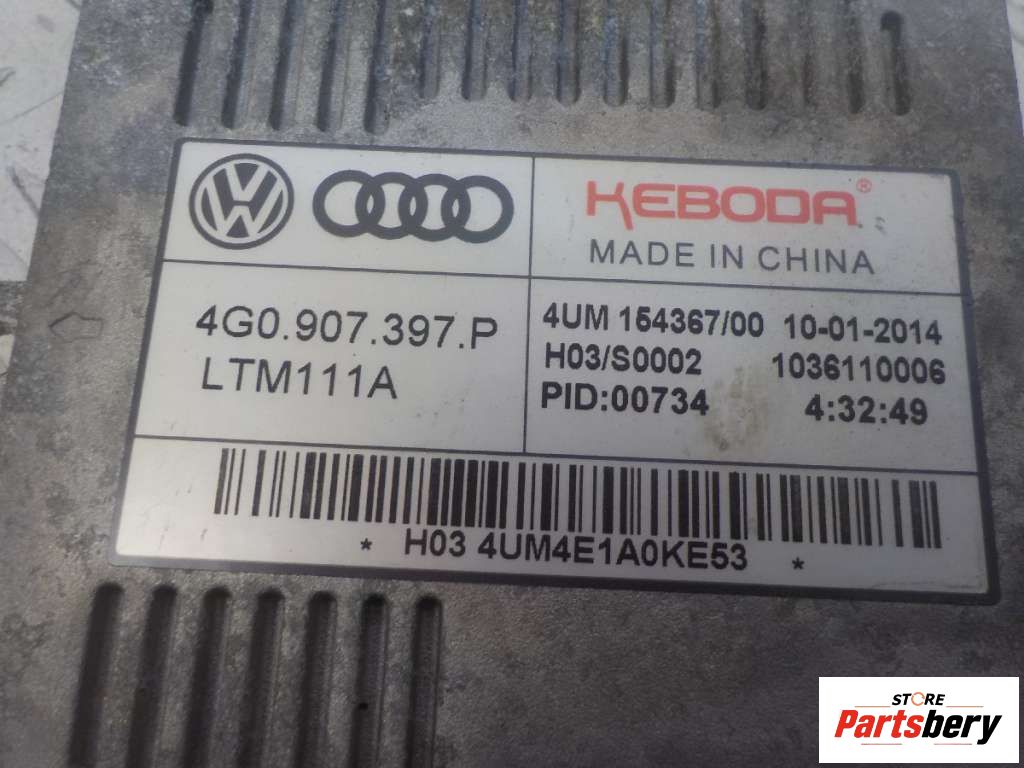 KEBODA®
MADE IN CHINA
4G0.907.397.P
LTM111A
4UM 154367/00 10-01-2014
H03/S0002 1036110006
PID:00734 4:32:49
* H03 4UM4E1A0KE53 *
STORE
Partsbery